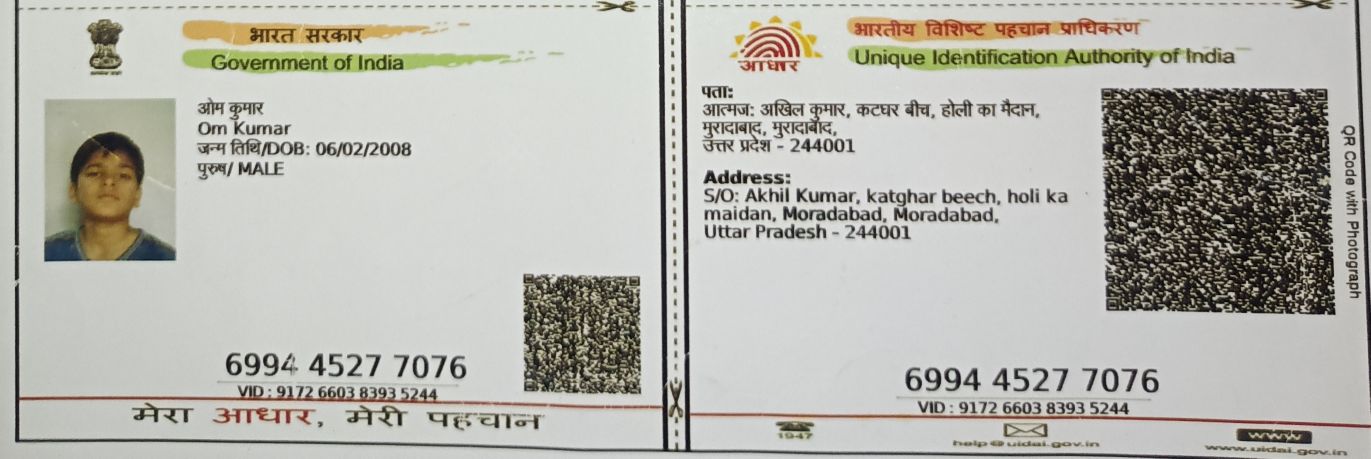 भारत सरकार
Government of India
ओम कुमार
Om Kumar
जन्म तिथि/DOB: 06/02/2008
पुरुष/ MALE
6994 4527 7076
VID : 9172 6603 8393 5244
मेरा आधार, मेरी पहचान
आधार
भारतीय विशिष्ट पहचान प्राधिकरण
Unique Identification Authority of India
पता:
आत्मज: अखिल कुमार, कटघर बीच, होली का मैदान,
मुरादाबाद, मुरादाबाद,
उत्तर प्रदेश - 244001
Address:
S/O: Akhil Kumar, katghar beech, holi ka
maidan, Moradabad, Moradabad,
Uttar Pradesh - 244001
QR Code with Photograph
6994 4527 7076
VID : 9172 6603 8393 5244
1947
help@uidai.gov.in
www
www.uidai.gov.in